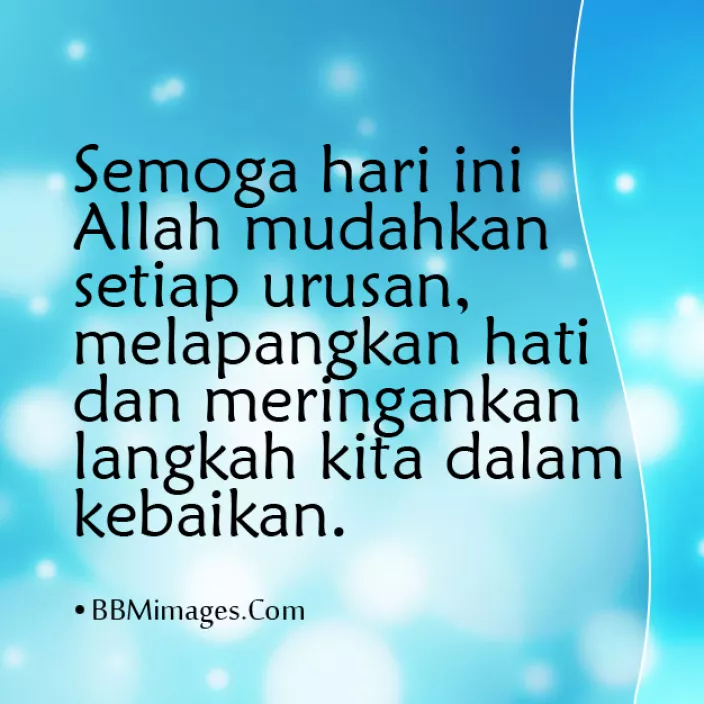 Semoga hari ini
Allah mudahkan
setiap urusan,
melapangkan hati
dan meringankan
langkah kita dalam
kebaikan.
• BBMimages.Com